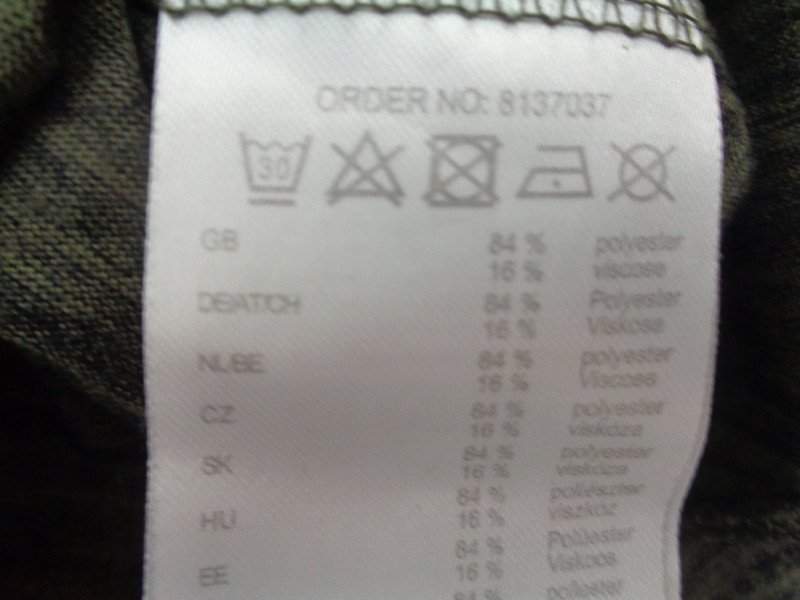 ORDER NO: 8137037
30
GB 84 % polyester
16 % viscose
DE/AT/CH 84 % Polyester
16 % Viskose
NL/BE 84 % polyester
16 % Viscose
CZ 84 % polyester
16 % viskóza
SK 84 % polyester
16 % viskóza
HU 84 % poliészter
16 % viszkóz
EE 84 % Polüester
16 % Viskoos
84 %